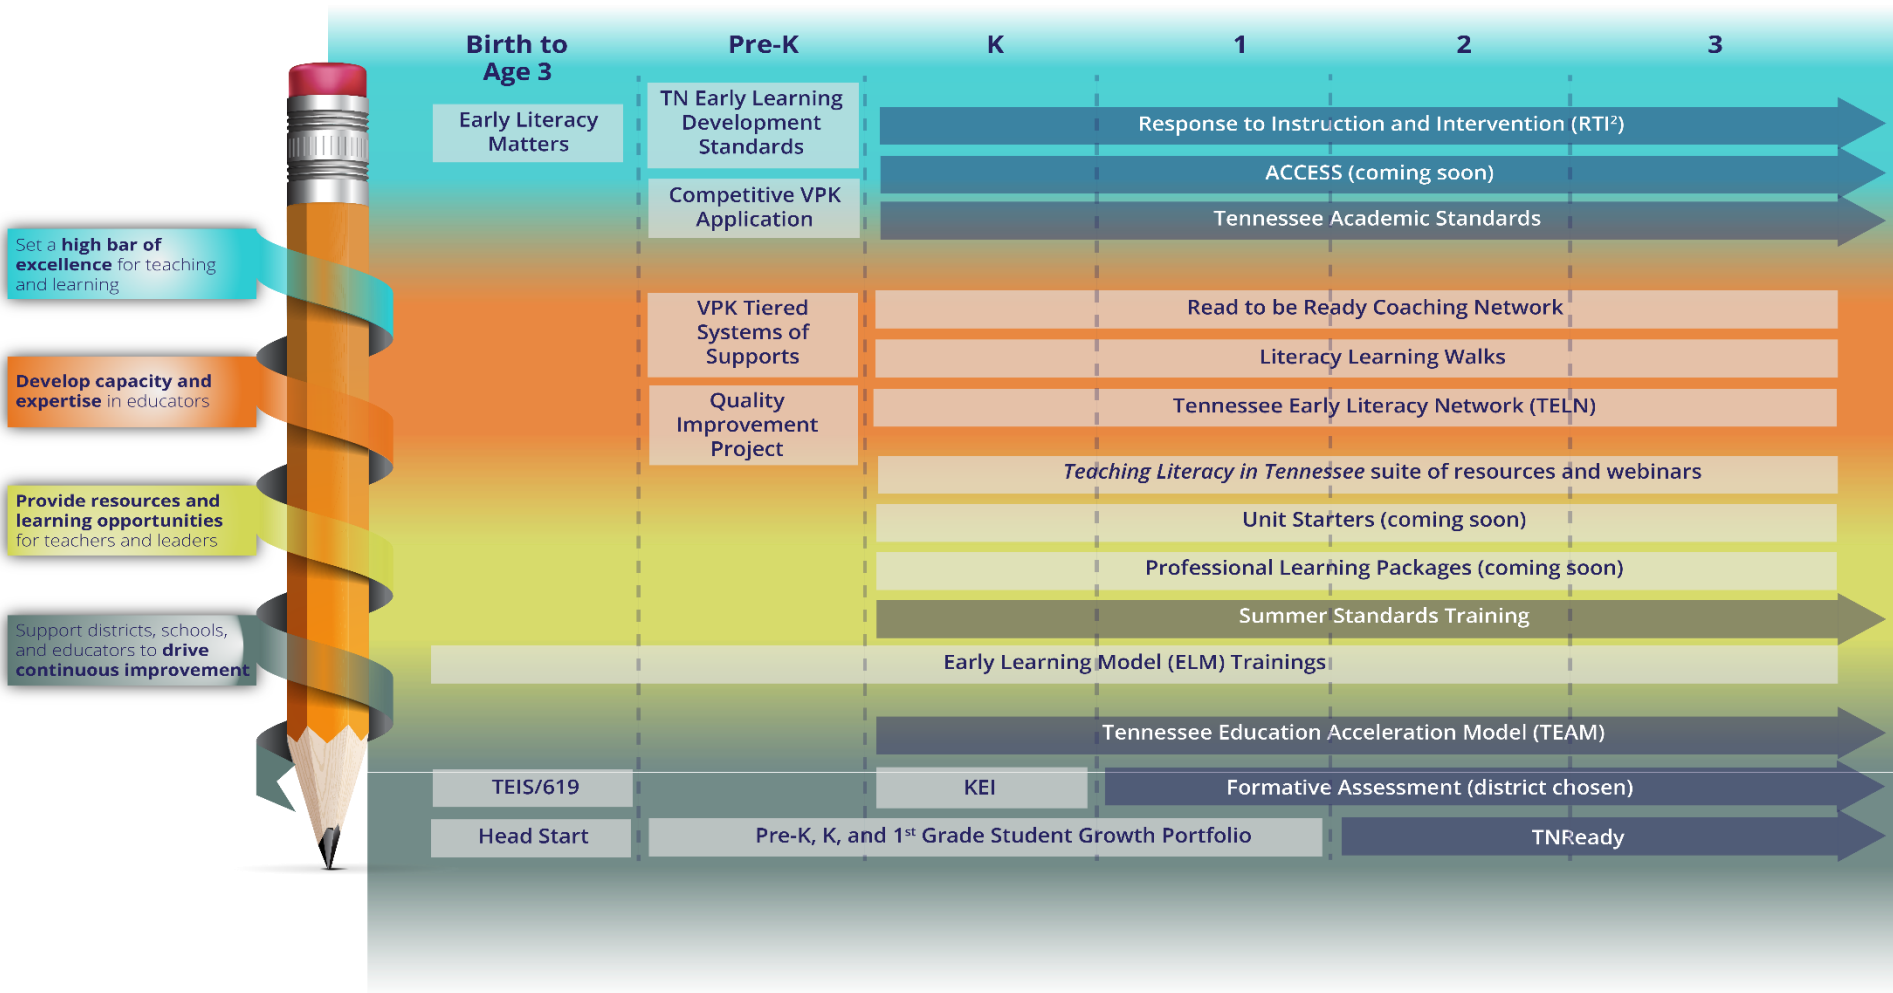 Birth to
Age 3
Pre-K
K
1
2
3
Early Literacy
Matters
TN Early Learning
Development
Standards
Competitive VPK
Application
Response to Instruction and Intervention (RTI²)
ACCESS (coming soon)
Tennessee Academic Standards
Set a high bar of
excellence for teaching
and learning
VPK Tiered
Systems of
Supports
Quality
Improvement
Project
Read to be Ready Coaching Network
Literacy Learning Walks
Tennessee Early Literacy Network (TELN)
Develop capacity and
expertise in educators
Teaching Literacy in Tennessee suite of resources and webinars
Unit Starters (coming soon)
Professional Learning Packages (coming soon)
Summer Standards Training
Early Learning Model (ELM) Trainings
Provide resources and
learning opportunities
for teachers and leaders
Support districts, schools,
and educators to drive
continuous improvement
Tennessee Education Acceleration Model (TEAM)
TEIS/619
KEI
Formative Assessment (district chosen)
Head Start
Pre-K, K, and 1st Grade Student Growth Portfolio
TNReady